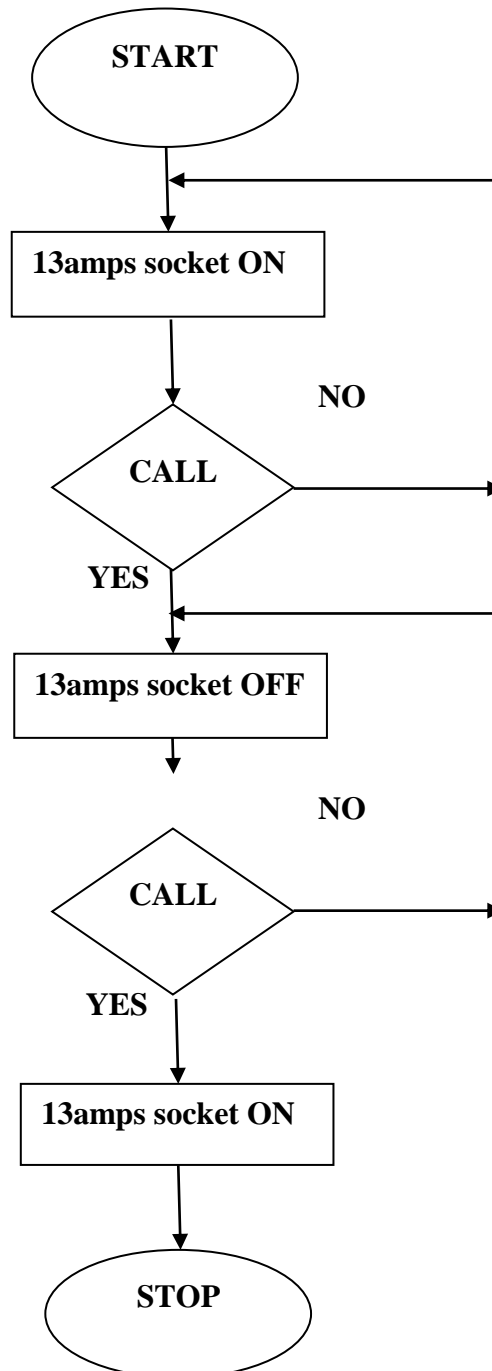 START
13amps socket ON
NO
CALL
YES
13amps socket OFF
NO
CALL
YES
13amps socket ON
STOP